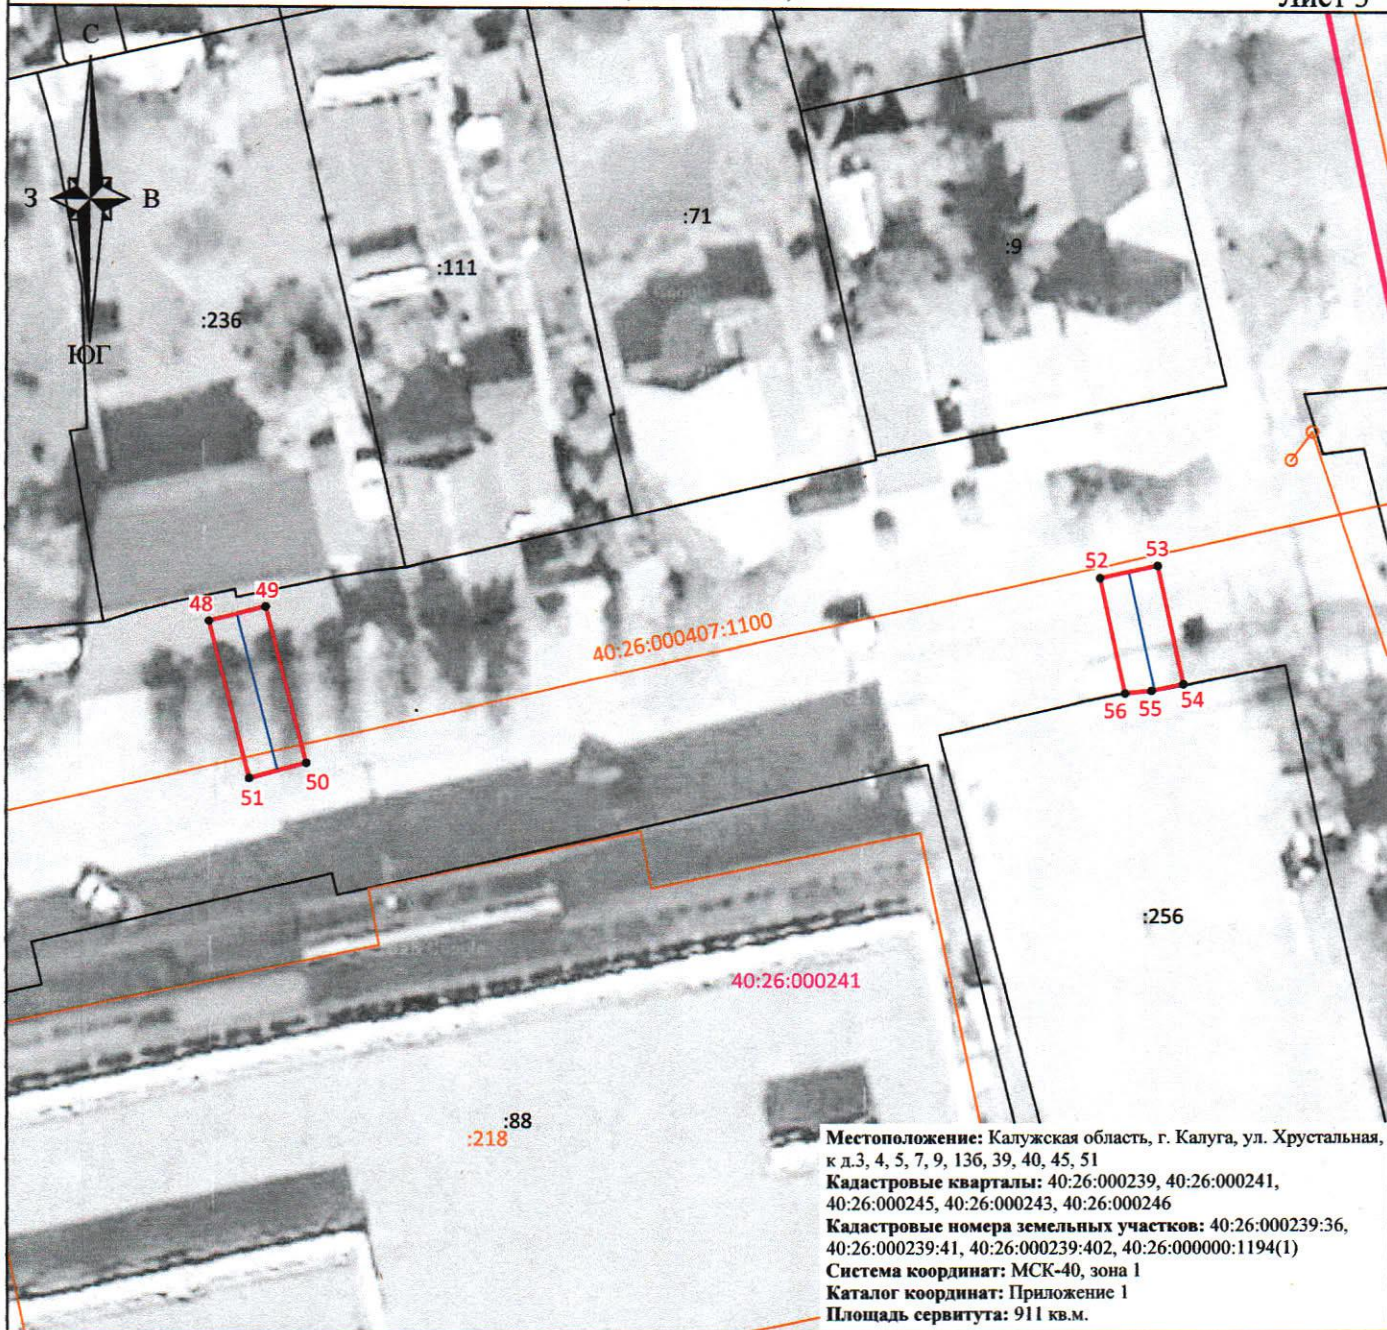 Лист 3
С
З
В
ЮГ
:236
:111
:71
:9
48
49
50
51
52
53
54
55
56
40:26:000407:1100
:256
40:26:000241
:88
:218
Местоположение: Калужская область, г. Калуга, ул. Хрустальная,
к д.3, 4, 5, 7, 9, 13б, 39, 40, 45, 51
Кадастровые кварталы: 40:26:000239, 40:26:000241,
40:26:000245, 40:26:000243, 40:26:000246
Кадастровые номера земельных участков: 40:26:000239:36,
40:26:000239:41, 40:26:000239:402, 40:26:000000:1194(1)
Система координат: МСК-40, зона 1
Каталог координат: Приложение 1
Площадь сервитута: 911 кв.м.